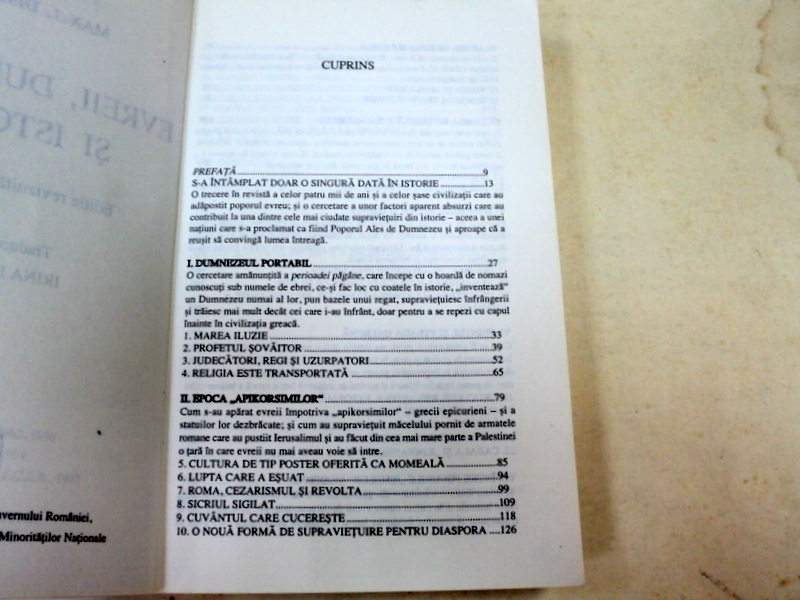 CUPRINS
PREFAȚĂ 9
S-A ÎNTÂMPLAT DOAR O SINGURĂ DATĂ ÎN ISTORIE 13
O trecere în revistă a celor patru mii de ani și a celor șase civilizații care au
adăpostit poporul evreu; și o cercetare a unor factori aparent absurzi care au
contribuit la una dintre cele mai ciudate supraviețuiri din istorie – aceea a unei
națiuni care s-a proclamat ca fiind Poporul Ales de Dumnezeu și aproape că a
reușit să convingă lumea întreagă.
I. DUMNEZEUL PORTABIL 27
O cercetare amănunțită a perioadei păgâne, care începe cu o hoardă de nomazi
cunoscuți sub numele de ebrei, ce-și fac loc cu coatele în istorie, „inventează”
un Dumnezeu numai al lor, pun bazele unui regat, supraviețuiesc înfrângerii
și trăiesc mai mult decât cei care i-au înfrânt, doar pentru a se repezi cu capul
înainte în civilizația greacă.
1. MAREA ILUZIE 33
2. PROFETUL ȘOVĂITOR 39
3. JUDECĂTORI, REGI ȘI UZURPATORI 52
4. RELIGIA ESTE TRANSPORTATĂ 65
II. EPOCA „APIKORSIMILOR” 79
Cum s-au apărat evreii împotriva „apikorsimilor” – grecii epicurieni – și a
statuilor lor dezbrăcate; și cum au supraviețuit măcelului pornit de armatele
romane care au pustiit Ierusalimul și au făcut din cea mai mare parte a Palestinei
o țară în care evreii nu mai aveau voie să intre.
5. CULTURA DE TIP POSTER OFERITĂ CA MOMEALĂ 85
6. LUPTA CARE A EȘUAT 94
7. ROMA, CEZARISMUL ȘI REVOLTA 99
8. SICRIUL SIGILAT 109
9. CUVÂNTUL CARE CUCEREȘTE 118
10. O NOUĂ FORMĂ DE SUPRAVIEȚUIRE PENTRU DIASPORA 126
vernului României,
Minorităților Naționale